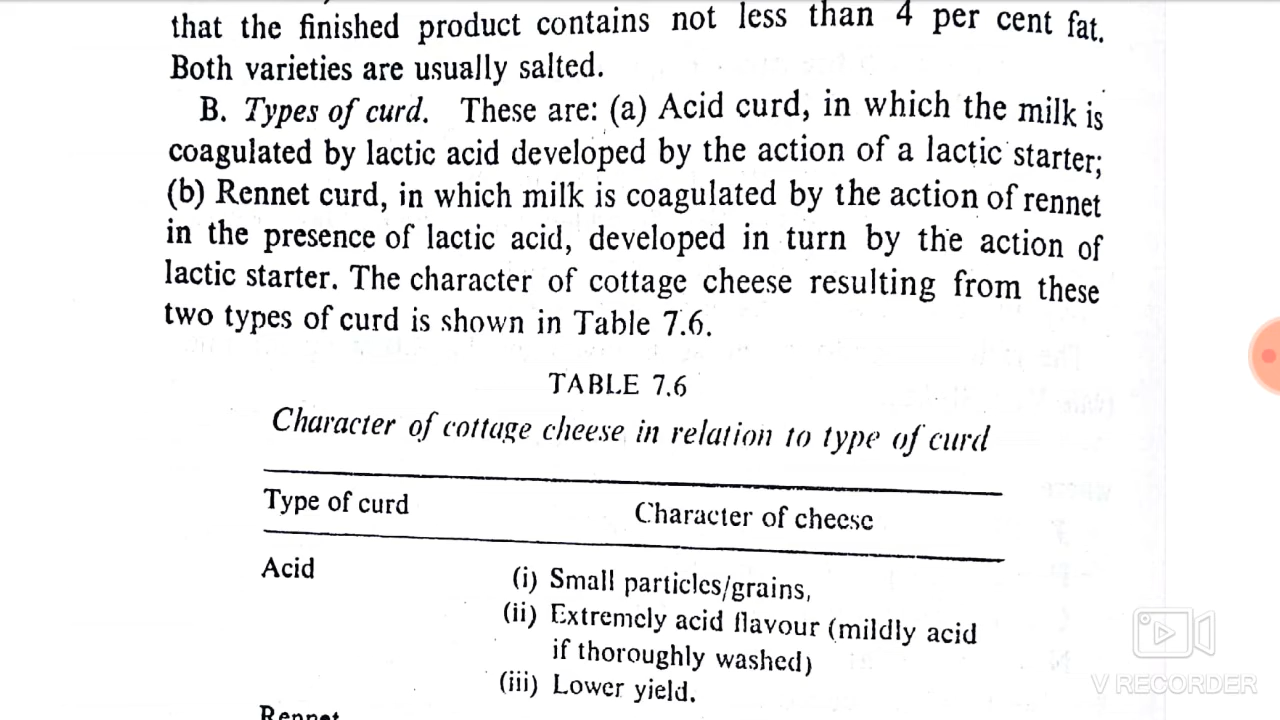 that the finished product contains not less than 4 per cent fat.
Both varieties are usually salted.
B. Types of curd. These are: (a) Acid curd, in which the milk is
coagulated by lactic acid developed by the action of a lactic starter;
(b) Rennet curd, in which milk is coagulated by the action of rennet
in the presence of lactic acid, developed in turn by the action of
lactic starter. The character of cottage cheese resulting from these
two types of curd is shown in Table 7.6.
TABLE 7.6
Character of cottage cheese in relation to type of curd
Type of curd Character of cheese
Acid (i) Small particles/grains,
(ii) Extremely acid flavour (mildly acid
if thoroughly washed)
(iii) Lower yield.
Rennet
V RECORDER